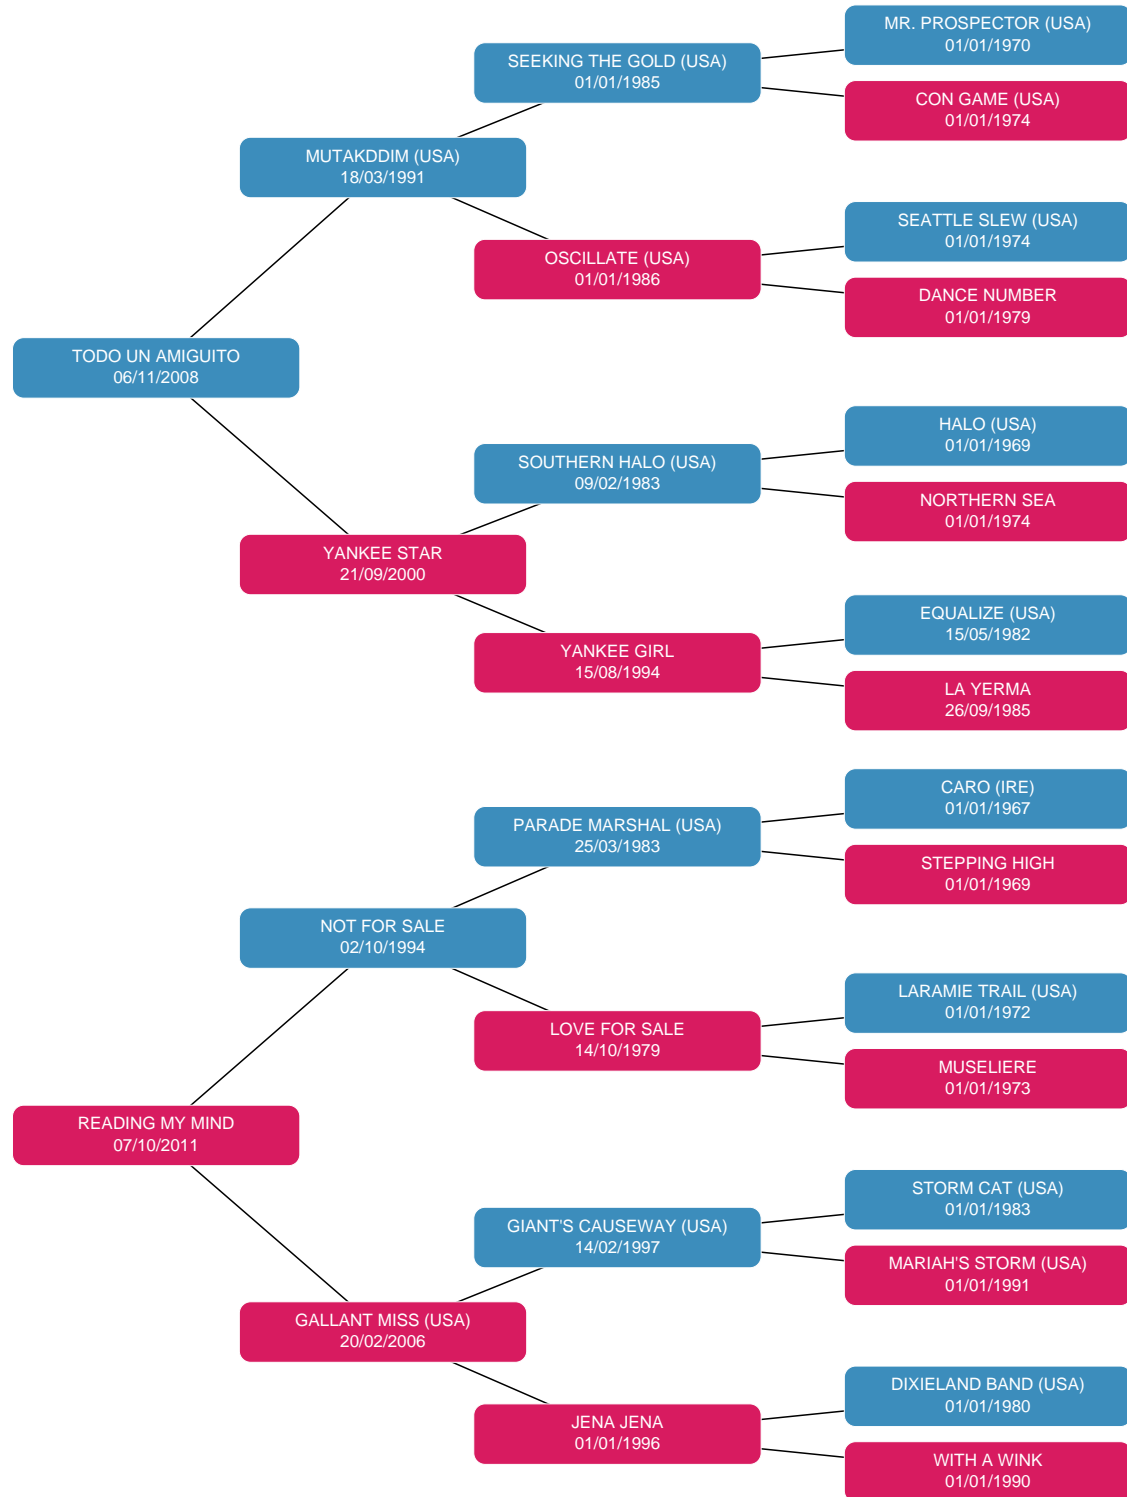 MR. PROSPECTOR (USA)
01/01/1970
SEEKING THE GOLD (USA)
01/01/1985
CON GAME (USA)
01/01/1974
MUTAKDDIM (USA)
18/03/1991
SEATTLE SLEW (USA)
01/01/1974
OSCILLATE (USA)
01/01/1986
DANCE NUMBER
01/01/1979
TODO UN AMIGUITO
06/11/2008
HALO (USA)
01/01/1969
SOUTHERN HALO (USA)
09/02/1983
NORTHERN SEA
01/01/1974
YANKEE STAR
21/09/2000
EQUALIZE (USA)
15/05/1982
YANKEE GIRL
15/08/1994
LA YERMA
26/09/1985
CARO (IRE)
01/01/1967
PARADE MARSHAL (USA)
25/03/1983
STEPPING HIGH
01/01/1969
NOT FOR SALE
02/10/1994
LARAMIE TRAIL (USA)
01/01/1972
LOVE FOR SALE
14/10/1979
MUSELIERE
01/01/1973
READING MY MIND
07/10/2011
STORM CAT (USA)
01/01/1983
GIANT'S CAUSEWAY (USA)
14/02/1997
MARIAH'S STORM (USA)
01/01/1991
GALLANT MISS (USA)
20/02/2006
DIXIELAND BAND (USA)
01/01/1980
JENA JENA
01/01/1996
WITH A WINK
01/01/1990